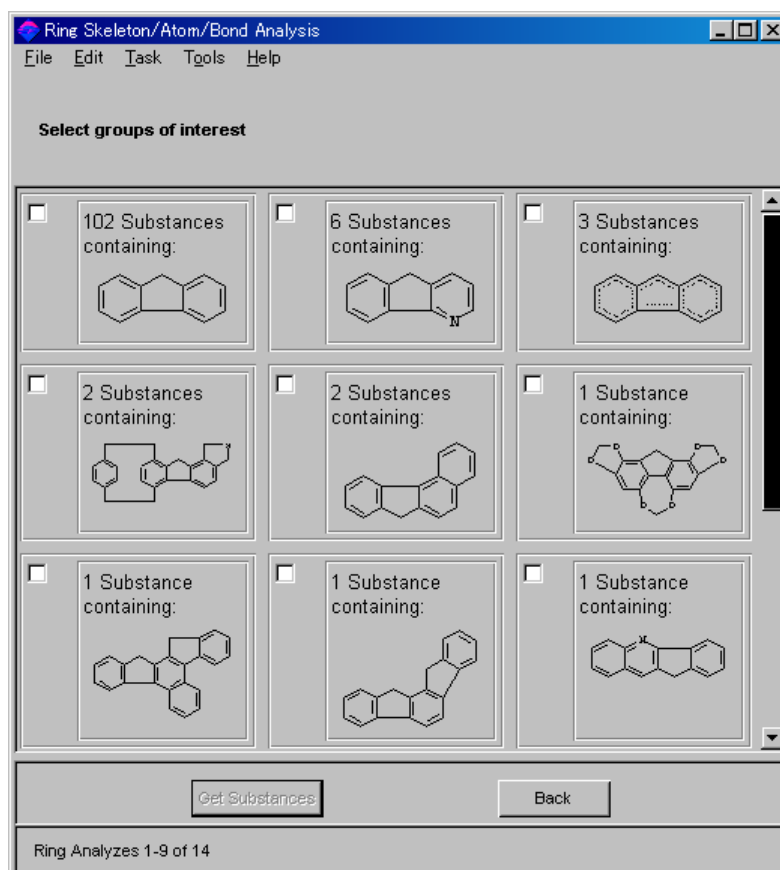 Ring Skeleton/Atom/Bond Analysis
File Edit Task Tools Help
Select groups of interest
102 Substances
containing:
6 Substances
containing:
N
3 Substances
containing:
2 Substances
containing:
2 Substances
containing:
1 Substance
containing:
1 Substance
containing:
1 Substance
containing:
1 Substance
containing:
Get Substances
Back
Ring Analyzes 1-9 of 14